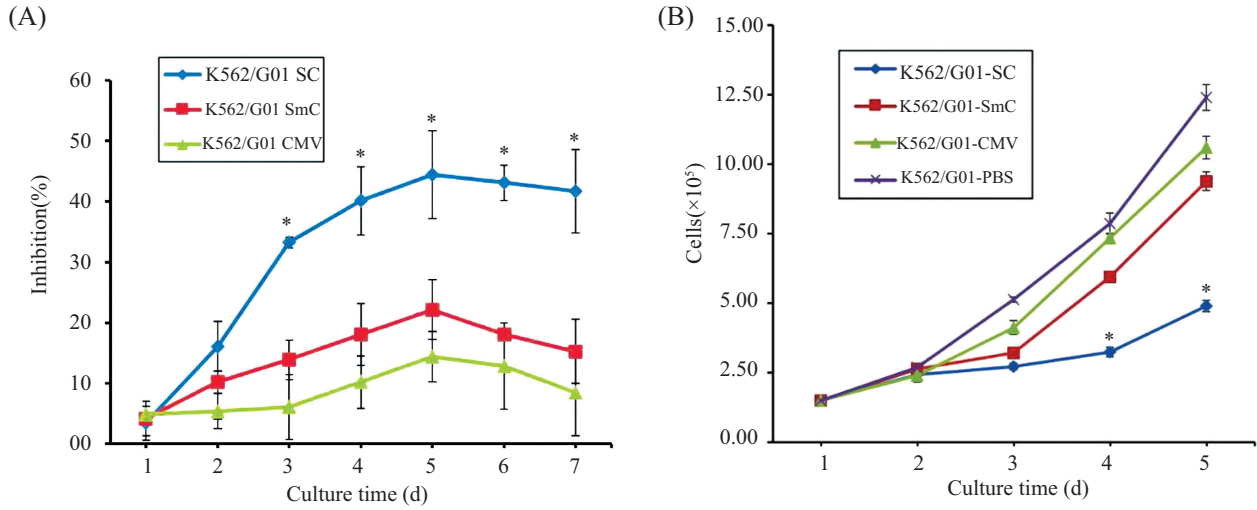 (A)
K562/G01 SC
K562/G01 SmC
K562/G01 CMV
60
50
40
30
20
10
00
Inhibition(%)
*
*
*
*
*
1
2
3
4
5
6
7
Culture time (d)
(B)
K562/G01-SC
K562/G01-SmC
K562/G01-CMV
K562/G01-PBS
15.00
12.50
10.00
7.50
5.00
2.50
0.00
Cells(×10⁵)
*
*
1
2
3
4
5
Culture time (d)